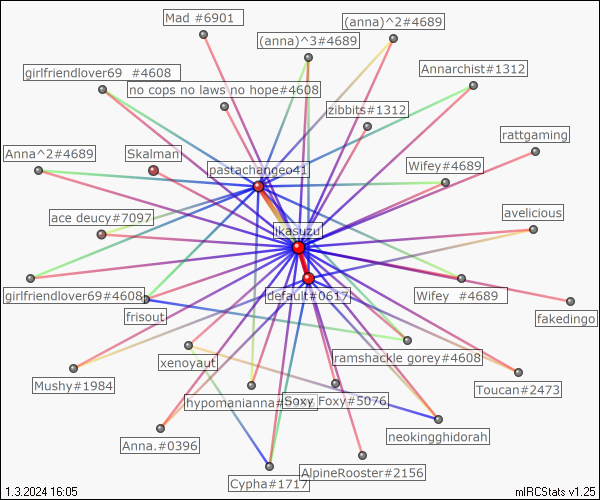 Mad #6901
(anna)^2#4689
(anna)^3#4689
girlfriendlover69 #4608
Annarchist#1312
no cops no laws no hope#4608
zibbits#1312
rattgaming
Anna^2#4689
Skalman
pastachangeo41
Wifey#4689
ace deucy#7097
avelicious
likasuzu
girlfriendlover69#4608
default#0617
Wifey #4689
frisout
fakedingo
xenoyaut
ramshackle gorey#4608
Mushy#1984
Toucan#2473
Soxy Foxy#5076
Anna.#0396
neokingghidorah
Cypha#1717
AlpineRooster#2156
1.3.2024 16:05
mIRCStats v1.25